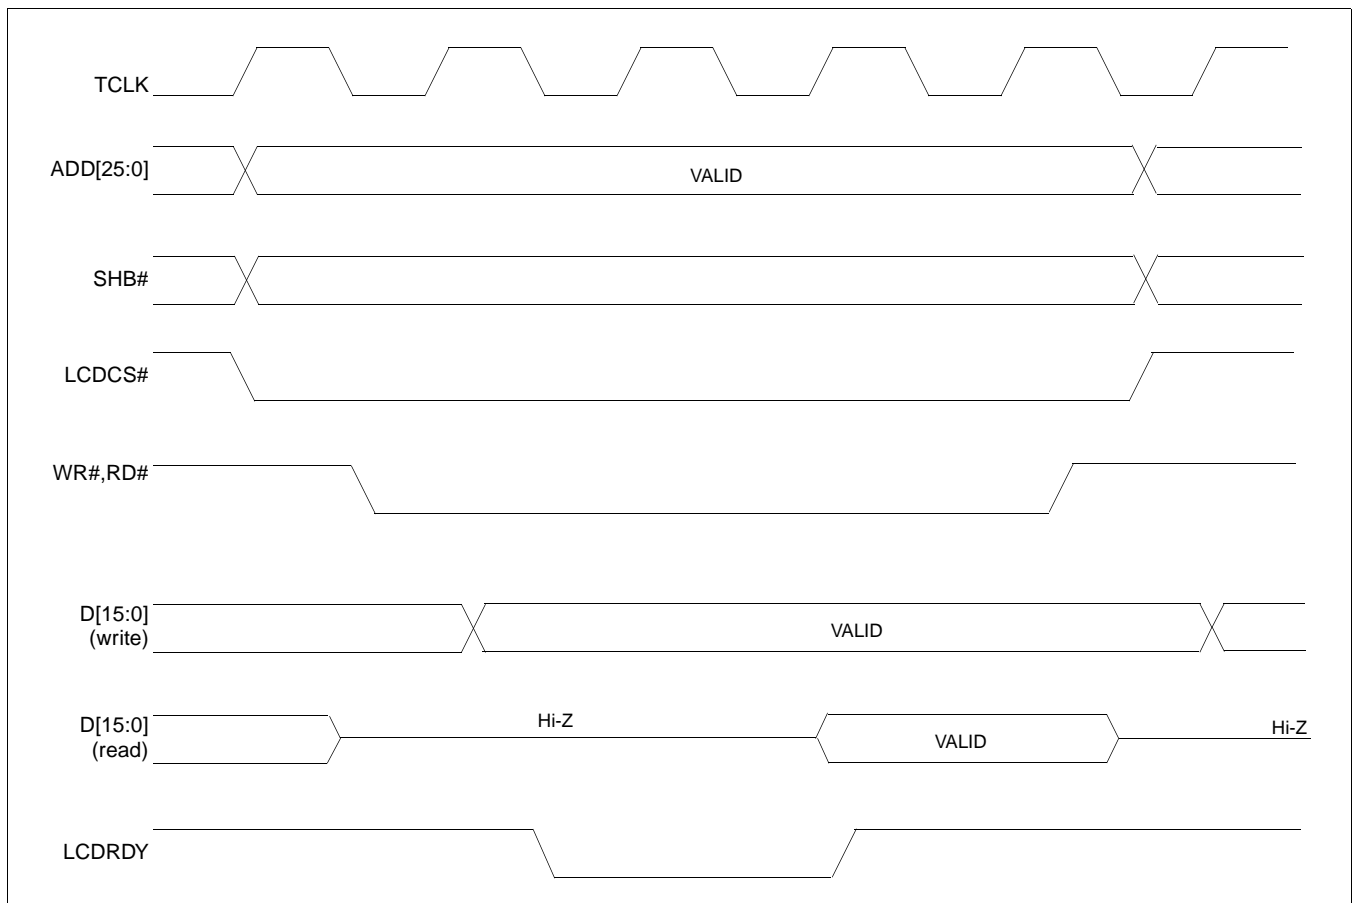 TCLK
ADD[25:0]
VALID
SHB#
LCDCS#
WR#,RD#
D[15:0]
(write)
VALID
D[15:0]
(read)
Hi-Z
VALID
Hi-Z
LCDRDY